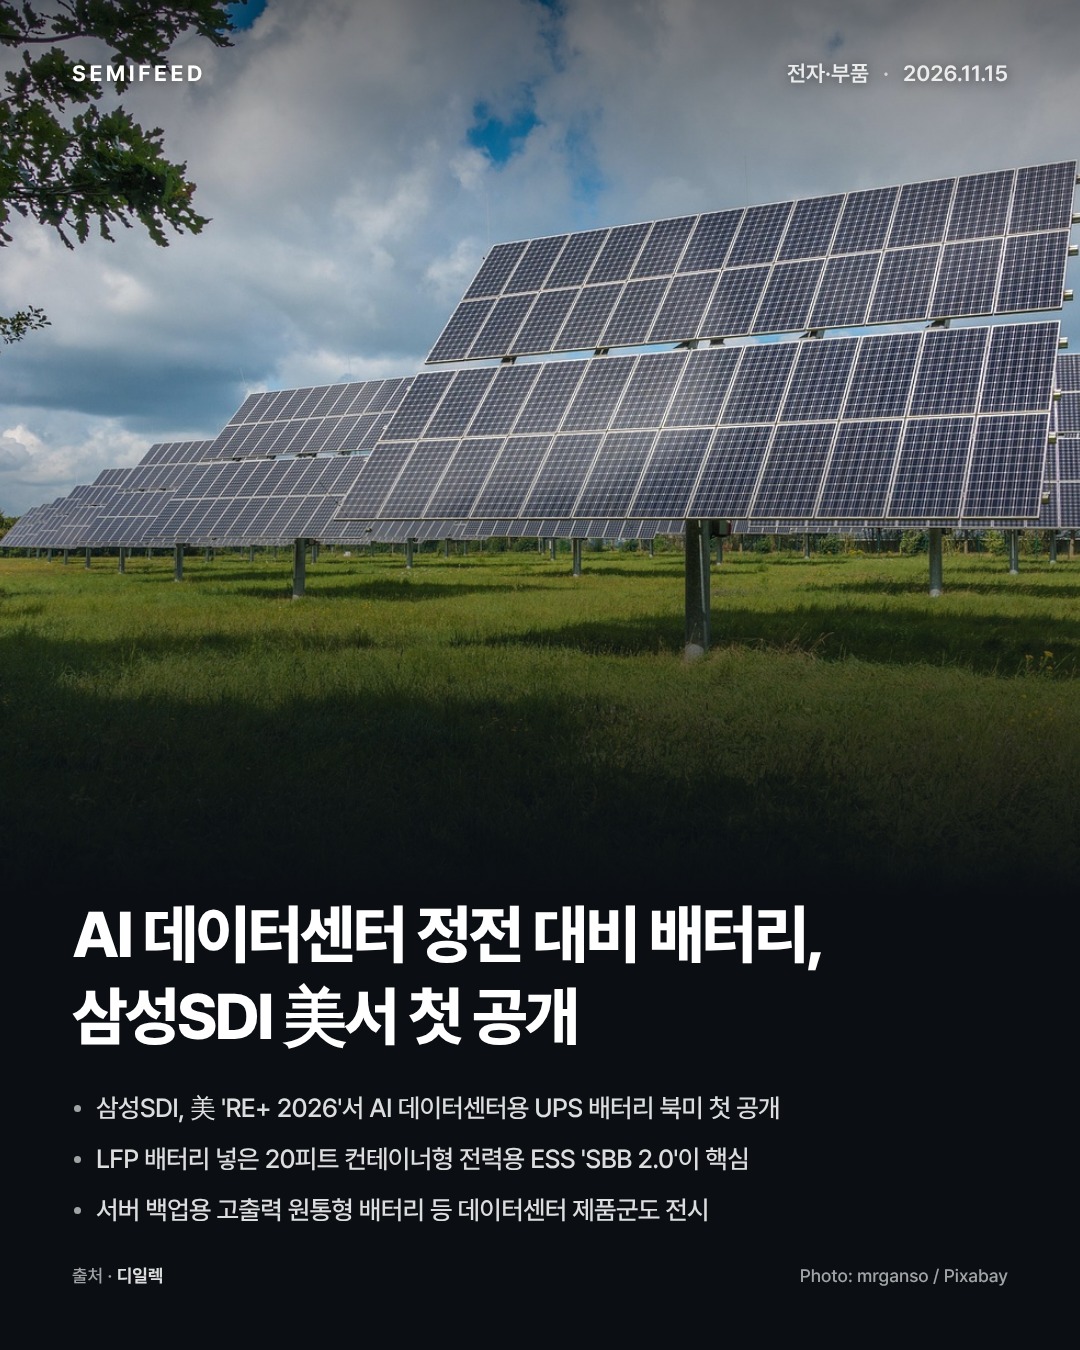 SEMIFEED
전자·부품 · 2026.11.15
AI 데이터센터 정전 대비 배터리,
삼성SDI 美서 첫 공개
• 삼성SDI, 美 'RE+ 2026'서 AI 데이터센터용 UPS 배터리 북미 첫 공개
• LFP 배터리 넣은 20피트 컨테이너형 전력용 ESS 'SBB 2.0'이 핵심
• 서버 백업용 고출력 원통형 배터리 등 데이터센터 제품군도 전시
출처 · 디일렉
Photo: mrganso / Pixabay